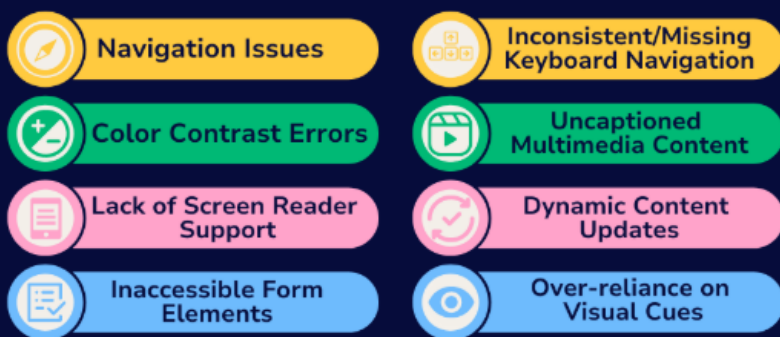 Navigation Issues
Inconsistent/Missing
Keyboard Navigation
Color Contrast Errors
Uncaptioned
Multimedia Content
Lack of Screen Reader
Support
Dynamic Content
Updates
Inaccessible Form
Elements
Over-reliance on
Visual Cues